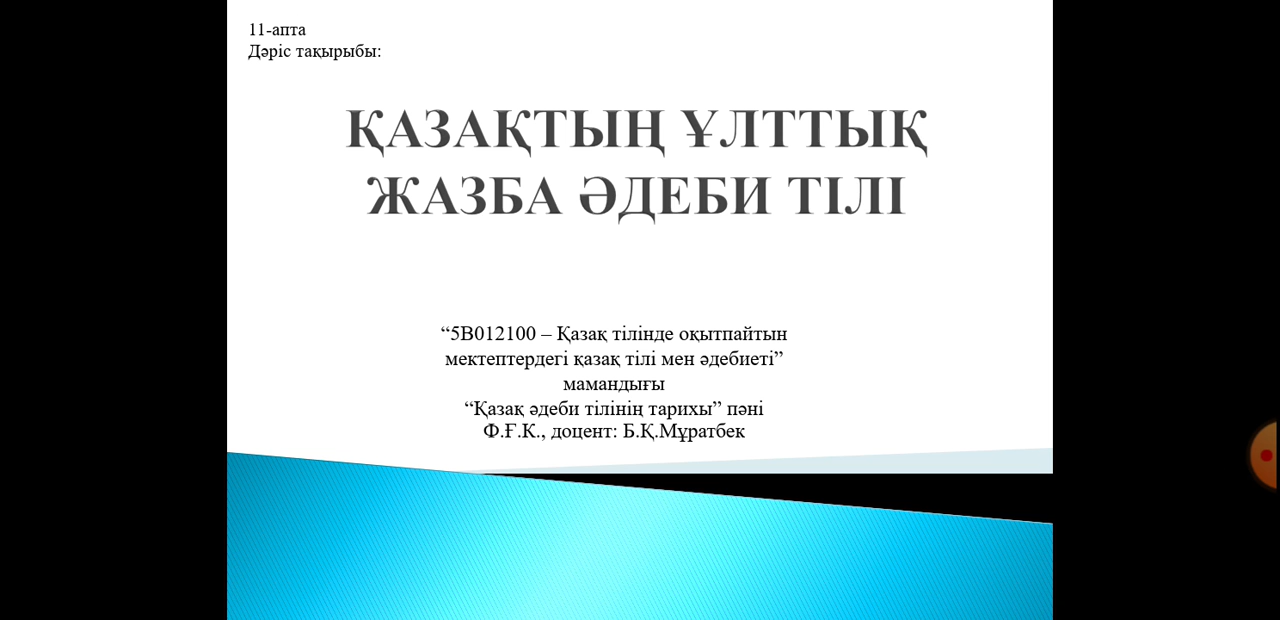 11-апта
Дәріс тақырыбы:
ҚАЗАҚТЫҢ ҰЛТТЫҚ
ЖАЗБА ӘДЕБИ ТІЛІ
“5В012100 – Қазақ тілінде оқытпайтын
мектептердегі қазақ тілі мен әдебиеті”
мамандығы
“Қазақ әдеби тілінің тарихы” пәні
Ф.Ғ.К., доцент: Б.Қ.Мұратбек